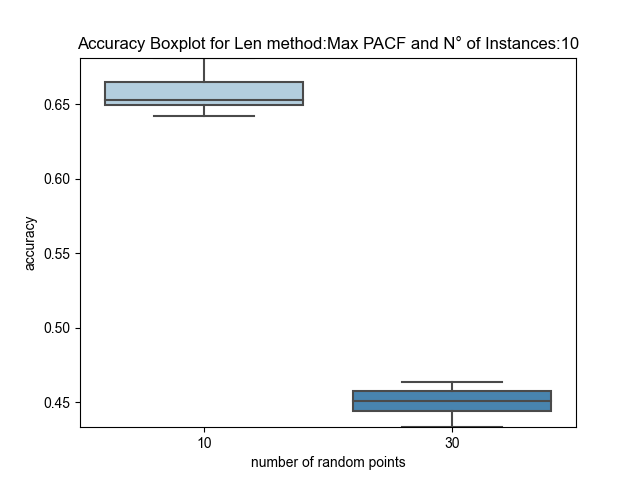 Accuracy Boxplot for Len method:Max PACF and N° of Instances:10
0.65
0.60
0.55
0.50
0.45
accuracy
10
30
number of random points